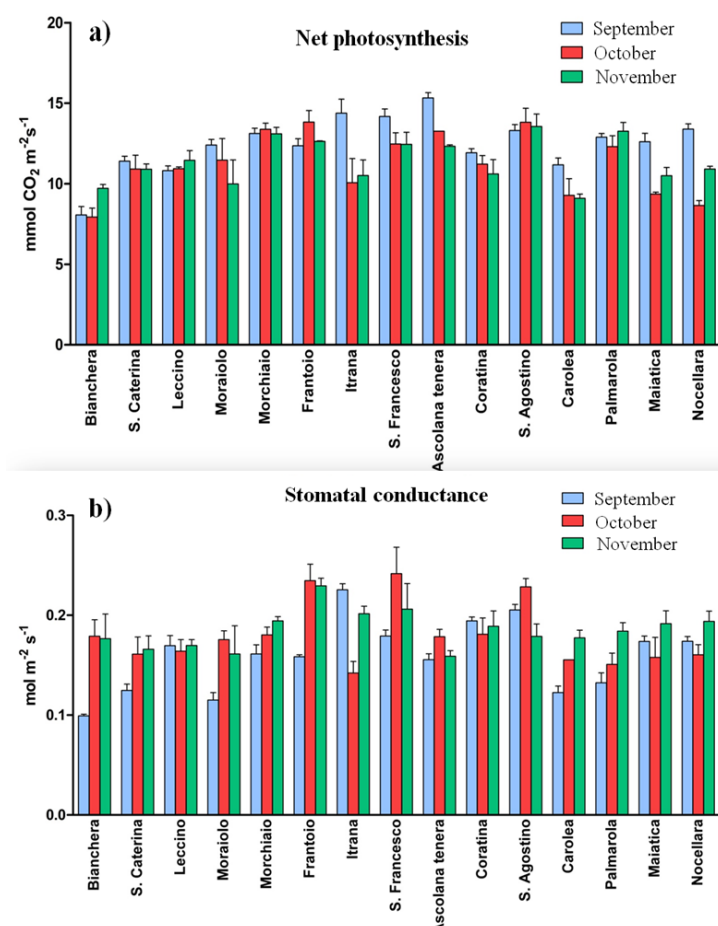 a)
Net photosynthesis
September
October
November
20
15
10
5
0
mmol CO₂ m⁻²s⁻¹
Bianchera
S. Caterina
Leccino
Moraiolo
Morchiaio
Frantoio
Itrana
S. Francesco
Ascolana tenera
Coratina
S. Agostino
Carolea
Palmarola
Maiatica
Nocellara
b)
Stomatal conductance
September
October
November
0.3
0.2
0.1
0.0
mol m⁻² s⁻¹
Bianchera
S. Caterina
Leccino
Moraiolo
Morchiaio
Frantoio
Itrana
S. Francesco
Ascolana tenera
Coratina
S. Agostino
Carolea
Palmarola
Maiatica
Nocellara